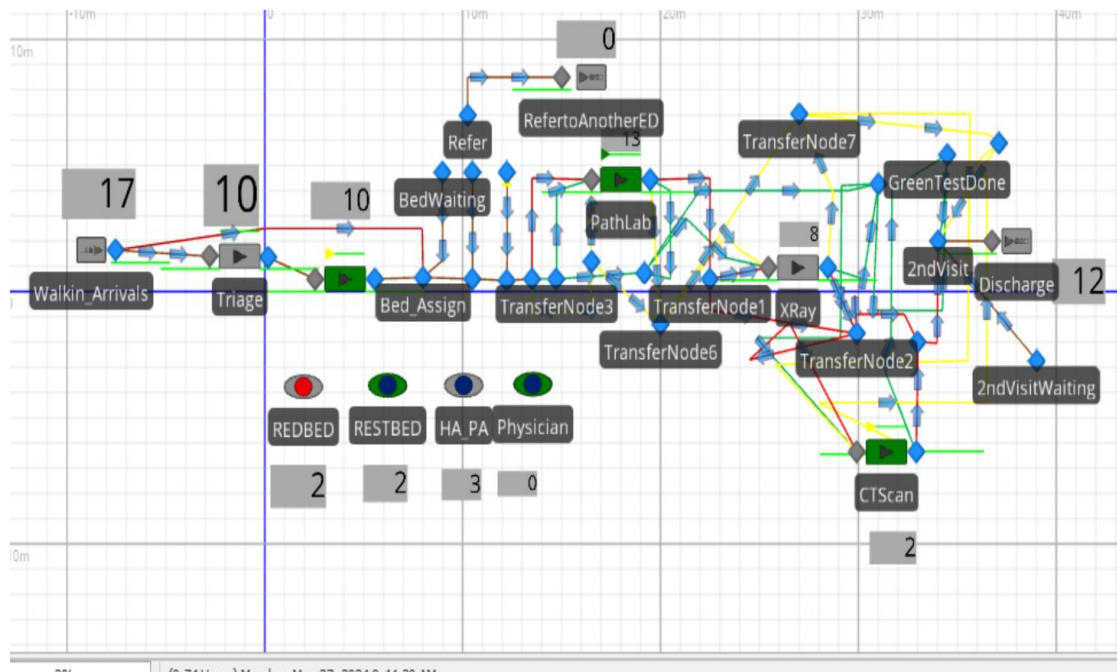 -10m
0
10m
20m
30m
40m
10m
0
Refer
RefertoAnotherED
13
TransferNode7
17
10
10
BedWaiting
GreenTestDone
PathLab
8
Walkin_Arrivals
Triage
Bed_Assign
TransferNode3
TransferNode1
XRay
2ndVisit
Discharge
12
TransferNode6
TransferNode2
2ndVisitWaiting
REDBED
RESTBED
HA_PA
Physician
2
2
3
0
CTScan
2